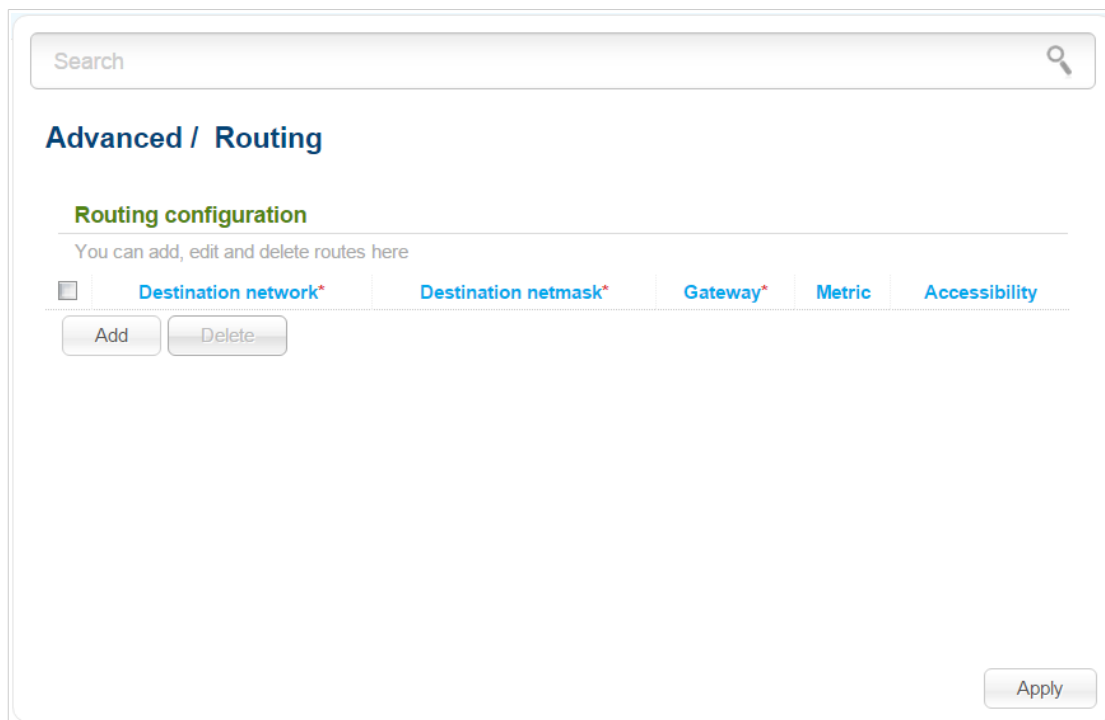 Search
Advanced / Routing
Routing configuration
You can add, edit and delete routes here
Destination network* Destination netmask* Gateway* Metric Accessibility
Add Delete
Apply